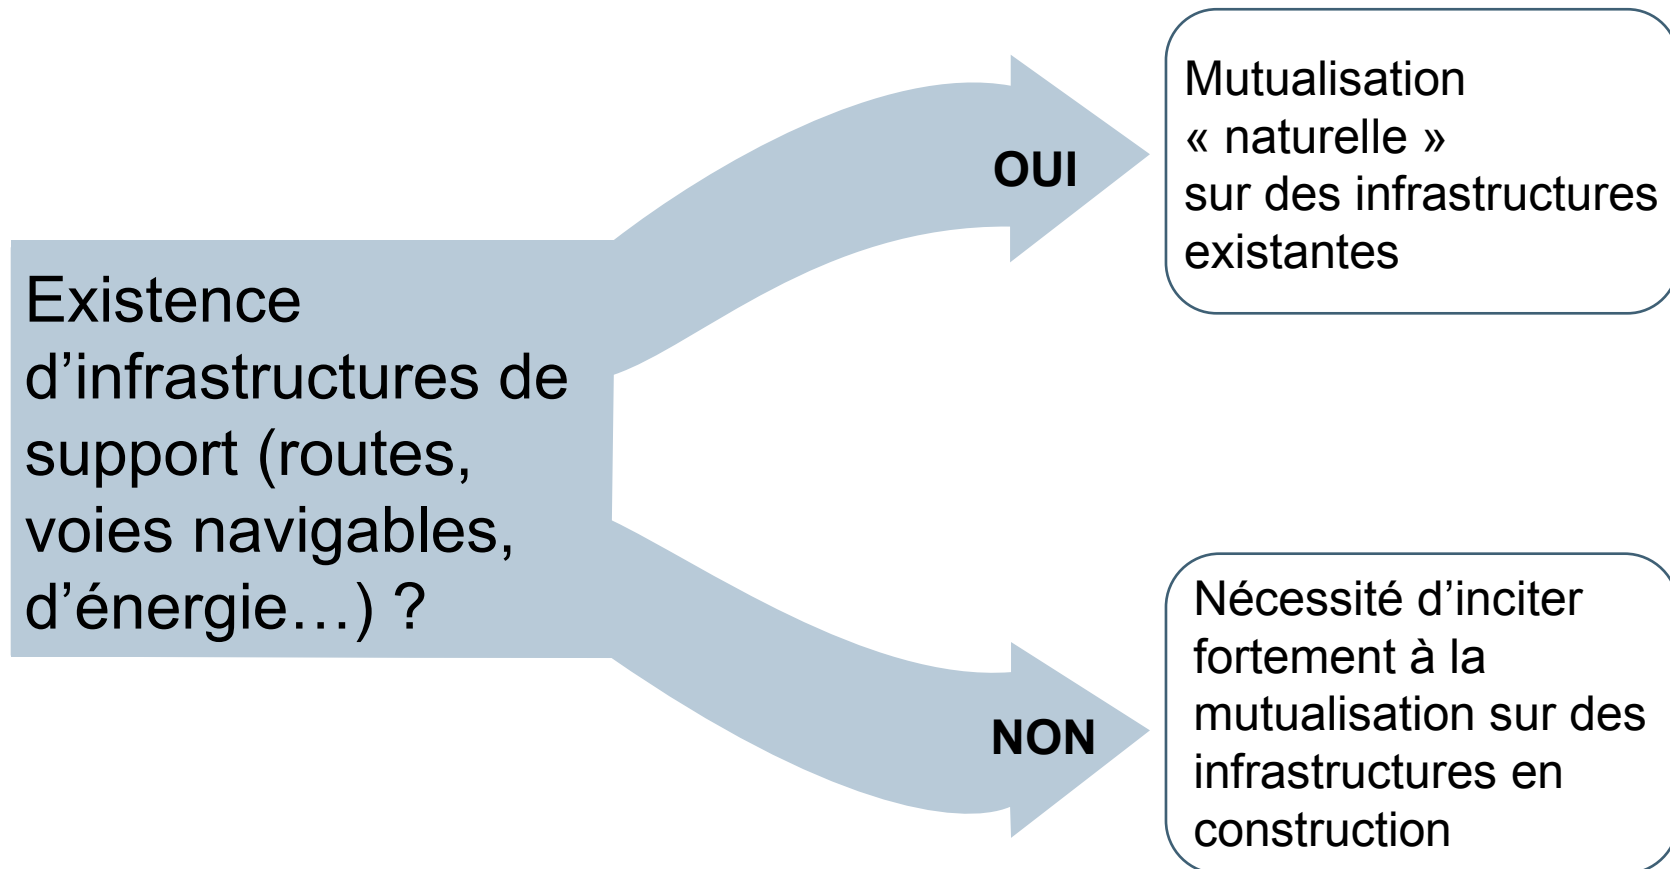 Existence
d’infrastructures de
support (routes,
voies navigables,
d’énergie…) ?
OUI
Mutualisation
« naturelle »
sur des infrastructures
existantes
NON
Nécessité d’inciter
fortement à la
mutualisation sur des
infrastructures en
construction